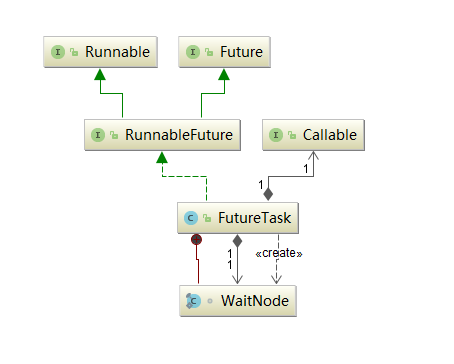 I Runnable
I Future
I RunnableFuture
I Callable
1
1
C FutureTask
1
1
«create»
C WaitNode